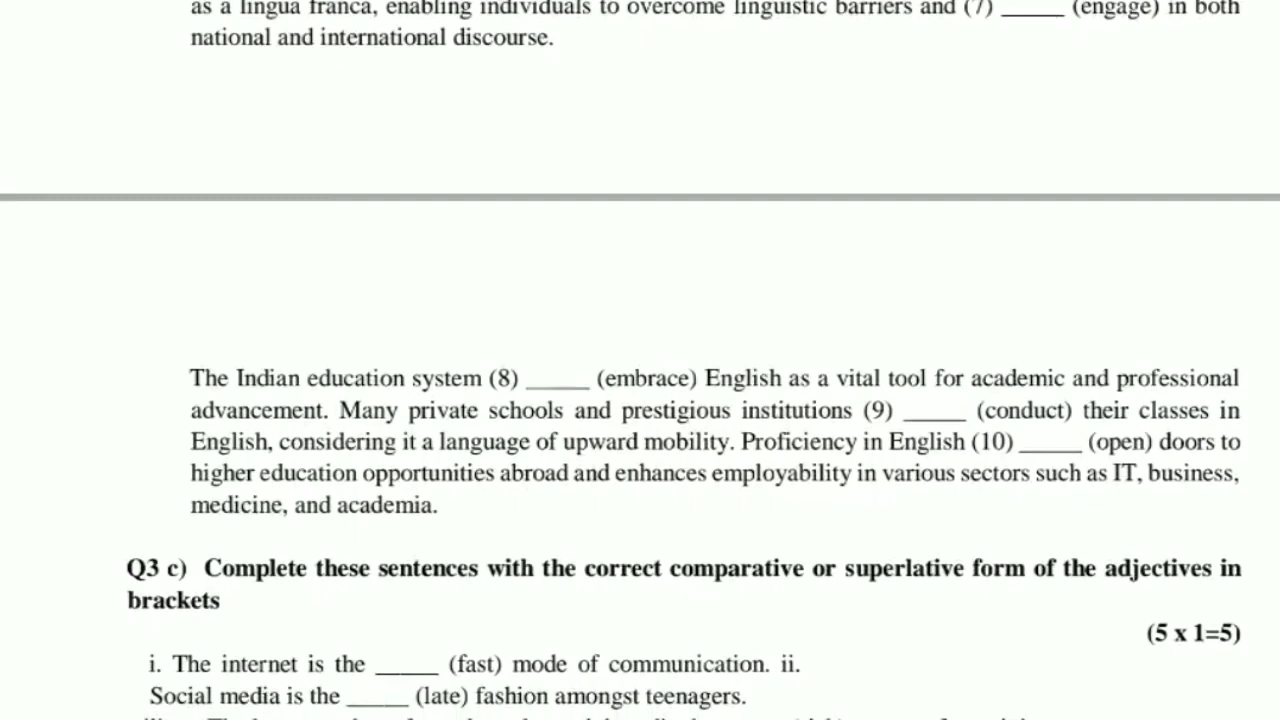 as a lingua franca, enabling individuals to overcome linguistic barriers and (7) _____ (engage) in both
national and international discourse.
The Indian education system (8) _____ (embrace) English as a vital tool for academic and professional
advancement. Many private schools and prestigious institutions (9) _____ (conduct) their classes in
English, considering it a language of upward mobility. Proficiency in English (10) _____ (open) doors to
higher education opportunities abroad and enhances employability in various sectors such as IT, business,
medicine, and academia.
Q3 c) Complete these sentences with the correct comparative or superlative form of the adjectives in
brackets
(5 x 1=5)
i. The internet is the _____ (fast) mode of communication. ii.
Social media is the _____ (late) fashion amongst teenagers.